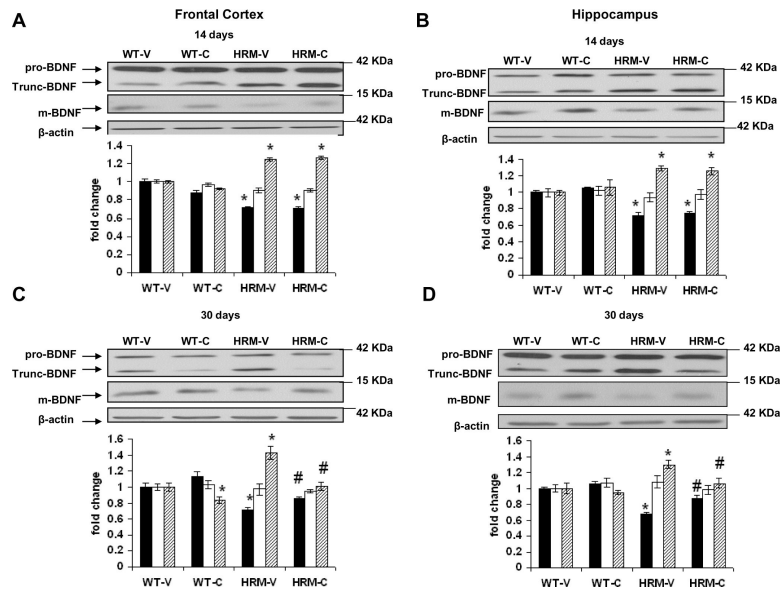 A
Frontal Cortex
14 days
WT-V WT-C HRM-V HRM-C
42 KDa
pro-BDNF
Trunc-BDNF
15 KDa
m-BDNF
42 KDa
β-actin
1.4
1.2
1
0.8
0.6
0.4
0.2
0
fold change
* * * *
WT-V WT-C HRM-V HRM-C
B
Hippocampus
14 days
WT-V WT-C HRM-V HRM-C
42 KDa
pro-BDNF
Trunc-BDNF
15 KDa
m-BDNF
42 KDa
β-actin
1.4
1.2
1
0.8
0.6
0.4
0.2
0
fold change
* * * *
WT-V WT-C HRM-V HRM-C
C
30 days
WT-V WT-C HRM-V HRM-C
42 KDa
pro-BDNF
Trunc-BDNF
15 KDa
m-BDNF
42 KDa
β-actin
1.6
1.4
1.2
1
0.8
0.6
0.4
0.2
0
fold change
* * * # #
WT-V WT-C HRM-V HRM-C
D
30 days
WT-V WT-C HRM-V HRM-C
42 KDa
pro-BDNF
Trunc-BDNF
15 KDa
m-BDNF
42 KDa
β-actin
1.6
1.4
1.2
1
0.8
0.6
0.4
0.2
0
fold change
* * # #
WT-V WT-C HRM-V HRM-C